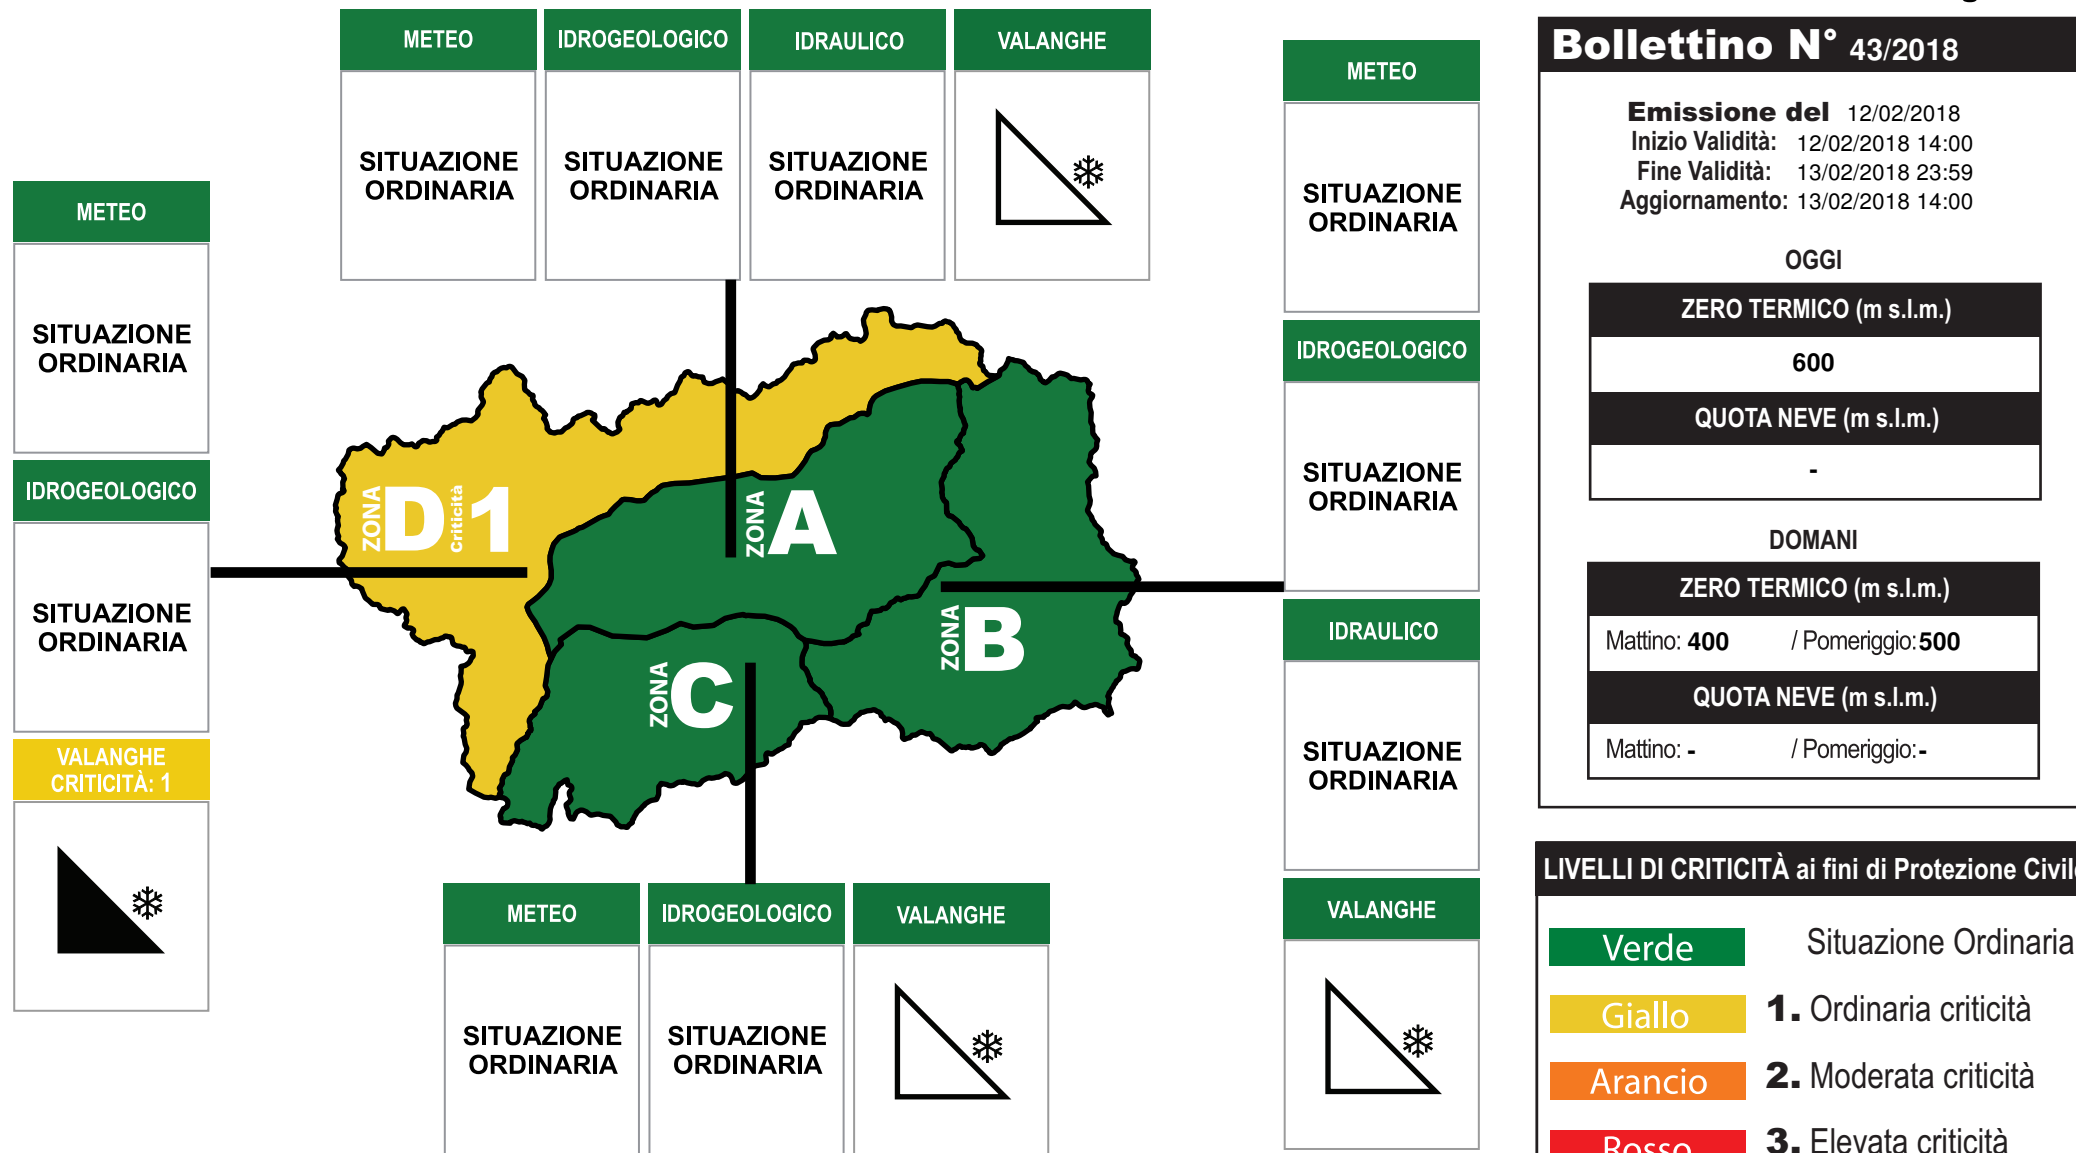 METEO
IDROGEOLOGICO
IDRAULICO
VALANGHE
SITUAZIONE
ORDINARIA
SITUAZIONE
ORDINARIA
SITUAZIONE
ORDINARIA
METEO
SITUAZIONE
ORDINARIA
IDROGEOLOGICO
SITUAZIONE
ORDINARIA
VALANGHE
CRITICITÀ: 1
ZONA D Criticità 1
ZONA A
ZONA B
ZONA C
METEO
SITUAZIONE
ORDINARIA
IDROGEOLOGICO
SITUAZIONE
ORDINARIA
IDRAULICO
SITUAZIONE
ORDINARIA
VALANGHE
METEO
IDROGEOLOGICO
VALANGHE
SITUAZIONE
ORDINARIA
SITUAZIONE
ORDINARIA
Bollettino N° 43/2018
Emissione del 12/02/2018
Inizio Validità: 12/02/2018 14:00
Fine Validità: 13/02/2018 23:59
Aggiornamento: 13/02/2018 14:00
OGGI
ZERO TERMICO (m s.l.m.)
600
QUOTA NEVE (m s.l.m.)
-
DOMANI
ZERO TERMICO (m s.l.m.)
Mattino: 400 / Pomeriggio: 500
QUOTA NEVE (m s.l.m.)
Mattino: - / Pomeriggio: -
LIVELLI DI CRITICITÀ ai fini di Protezione Civile
Verde Situazione Ordinaria
Giallo 1. Ordinaria criticità
Arancio 2. Moderata criticità
Rosso 3. Elevata criticità